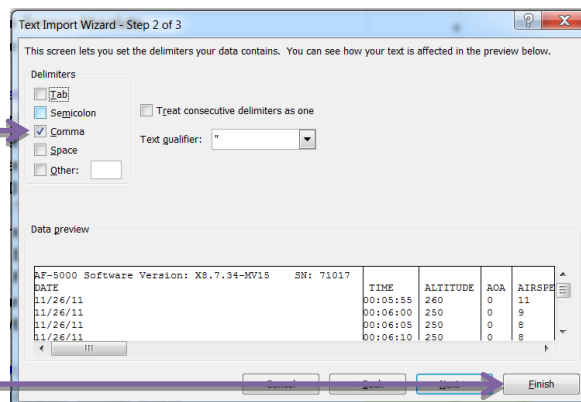 Text Import Wizard - Step 2 of 3
This screen lets you set the delimiters your data contains. You can see how your text is affected in the preview below.
Delimiters
Tab
Semicolon
Comma
Space
Other:
Treat consecutive delimiters as one
Text qualifier: "
Data preview
AF-5000 Software Version: X8.7.34-MV15 SN: 71017
DATE TIME ALTITUDE AOA AIRSPE
11/26/11 00:05:55 260 0 11
11/26/11 00:06:00 250 0 9
11/26/11 00:06:05 250 0 8
11/26/11 00:06:10 250 0 8
Finish